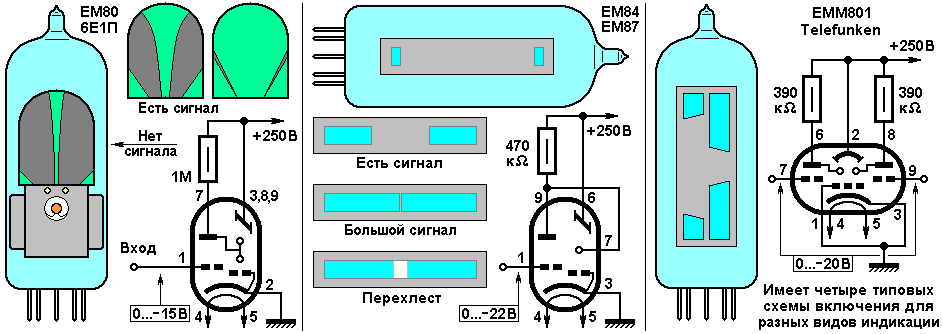 EM80
6Е1П
Есть сигнал
Нет
сигнала
+250В
1М
7
3,8,9
Вход
1
2
0...−15В
4
5
EM84
EM87
Есть сигнал
Большой сигнал
Перехлест
+250В
470
кΩ
9
6
7
1
3
0...−22В
4
5
EMM801
Telefunken
+250В
390
кΩ
390
кΩ
6
2
8
7
9
1
4
5
3
0...−20В
Имеет четыре типовых
схемы включения для
разных видов индикации